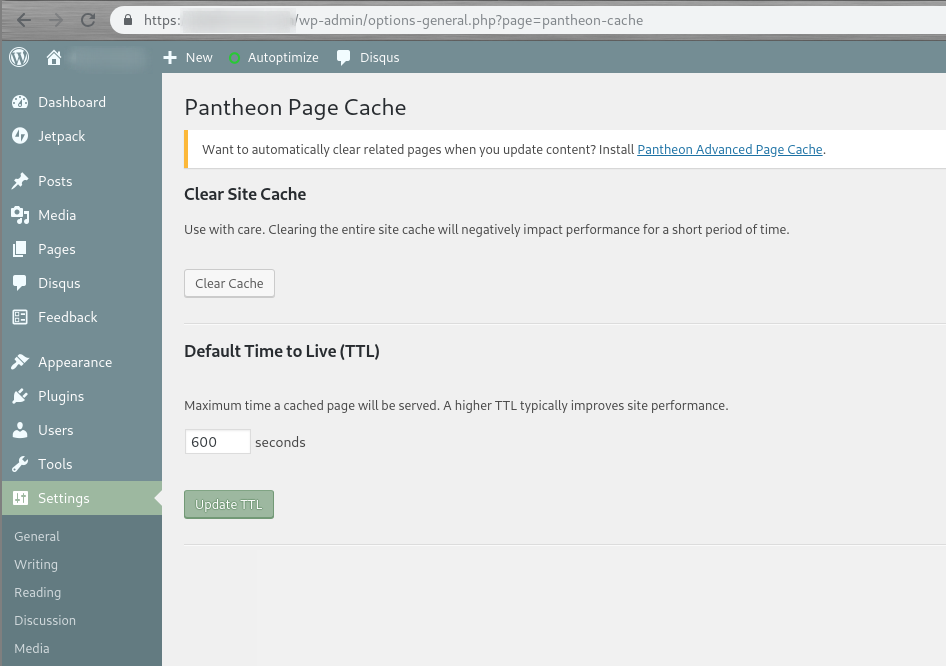 https: /wp-admin/options-general.php?page=pantheon-cache
New Autoptimize Disqus
Dashboard
Jetpack
Posts
Media
Pages
Disqus
Feedback
Appearance
Plugins
Users
Tools
Settings
General
Writing
Reading
Discussion
Media
Pantheon Page Cache
Want to automatically clear related pages when you update content? Install Pantheon Advanced Page Cache.
Clear Site Cache
Use with care. Clearing the entire site cache will negatively impact performance for a short period of time.
Clear Cache
Default Time to Live (TTL)
Maximum time a cached page will be served. A higher TTL typically improves site performance.
600 seconds
Update TTL